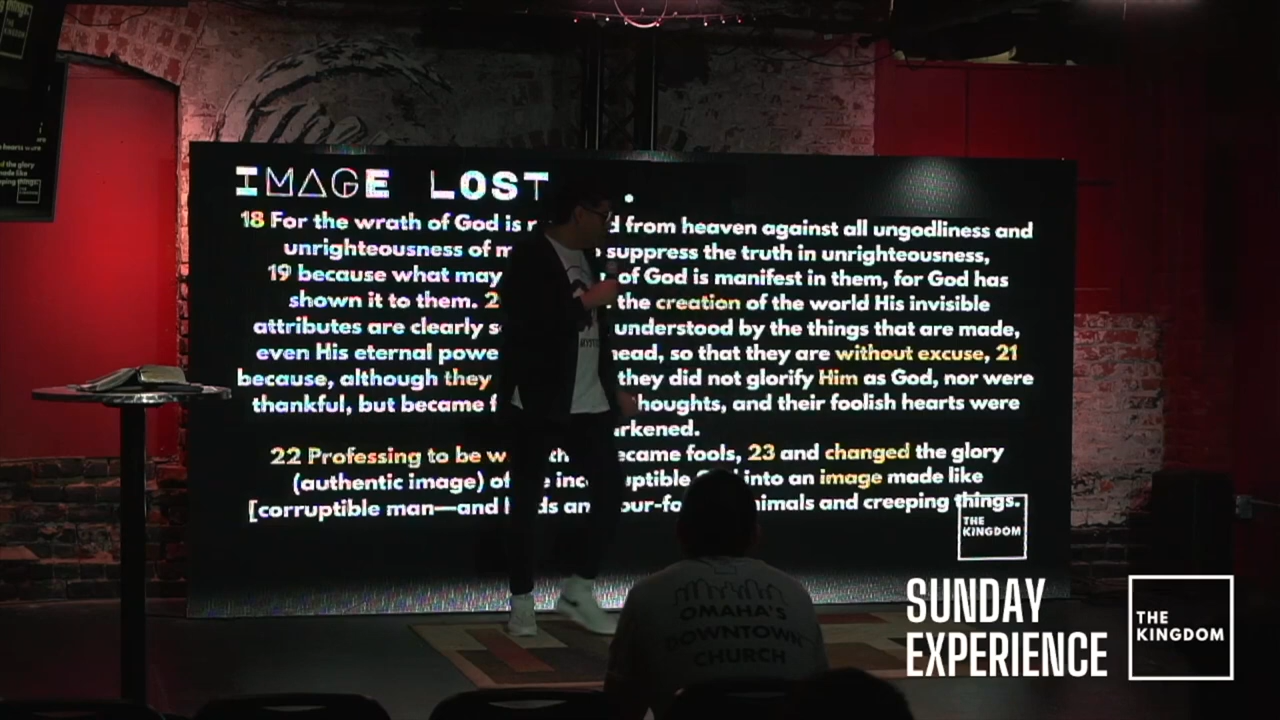 IMAGE LOST .
18 For the wrath of God is from heaven against all ungodliness and
unrighteousness of suppress the truth in unrighteousness,
19 because what may of God is manifest in them, for God has
shown it to them. the creation of the world His invisible
attributes are clearly understood by the things that are made,
even His eternal so that they are without excuse, 21
because, although they they did not glorify Him as God, nor were
thankful, but became and their foolish hearts were
22 Professing to be fools, 23 and changed the glory
(authentic image) into an image made like
[corruptible man—and and creeping things.
THE
KINGDOM
OMAHA'S
DOWNTOWN
CHURCH
SUNDAY
EXPERIENCE
THE
KINGDOM